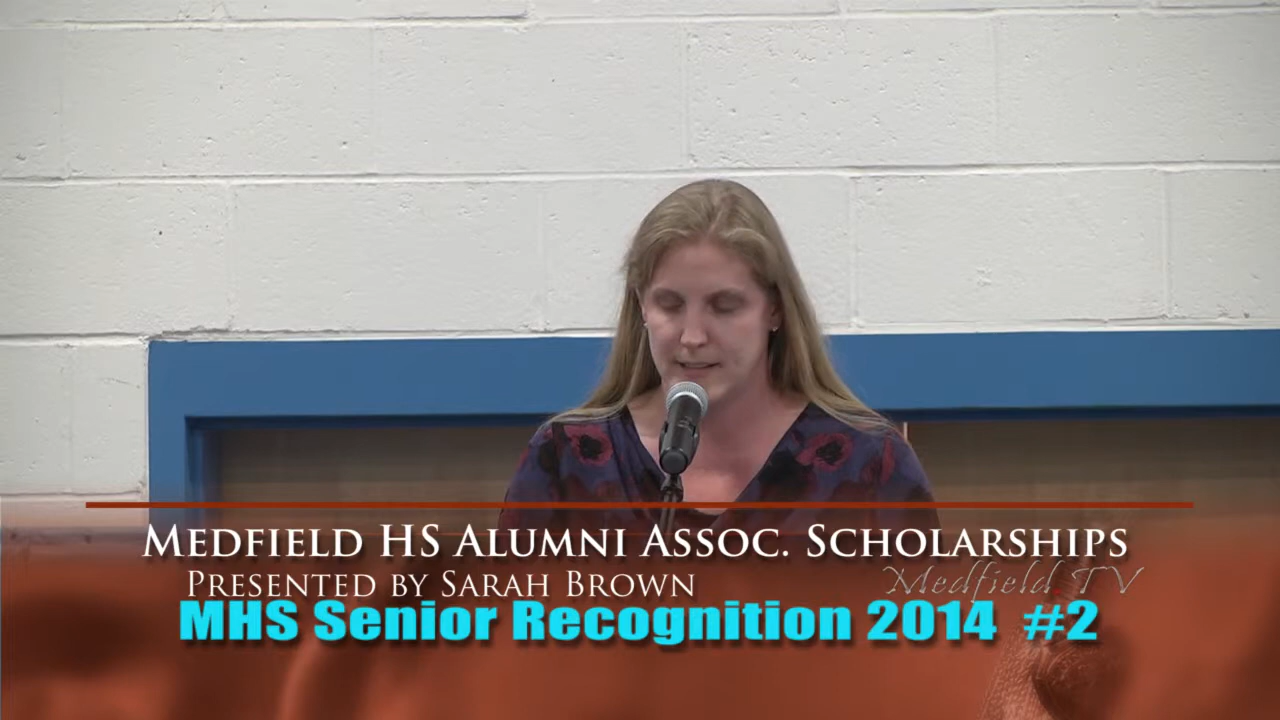 Medfield HS Alumni Assoc. Scholarships
Presented by Sarah Brown
Medfield.TV
MHS Senior Recognition 2014 #2